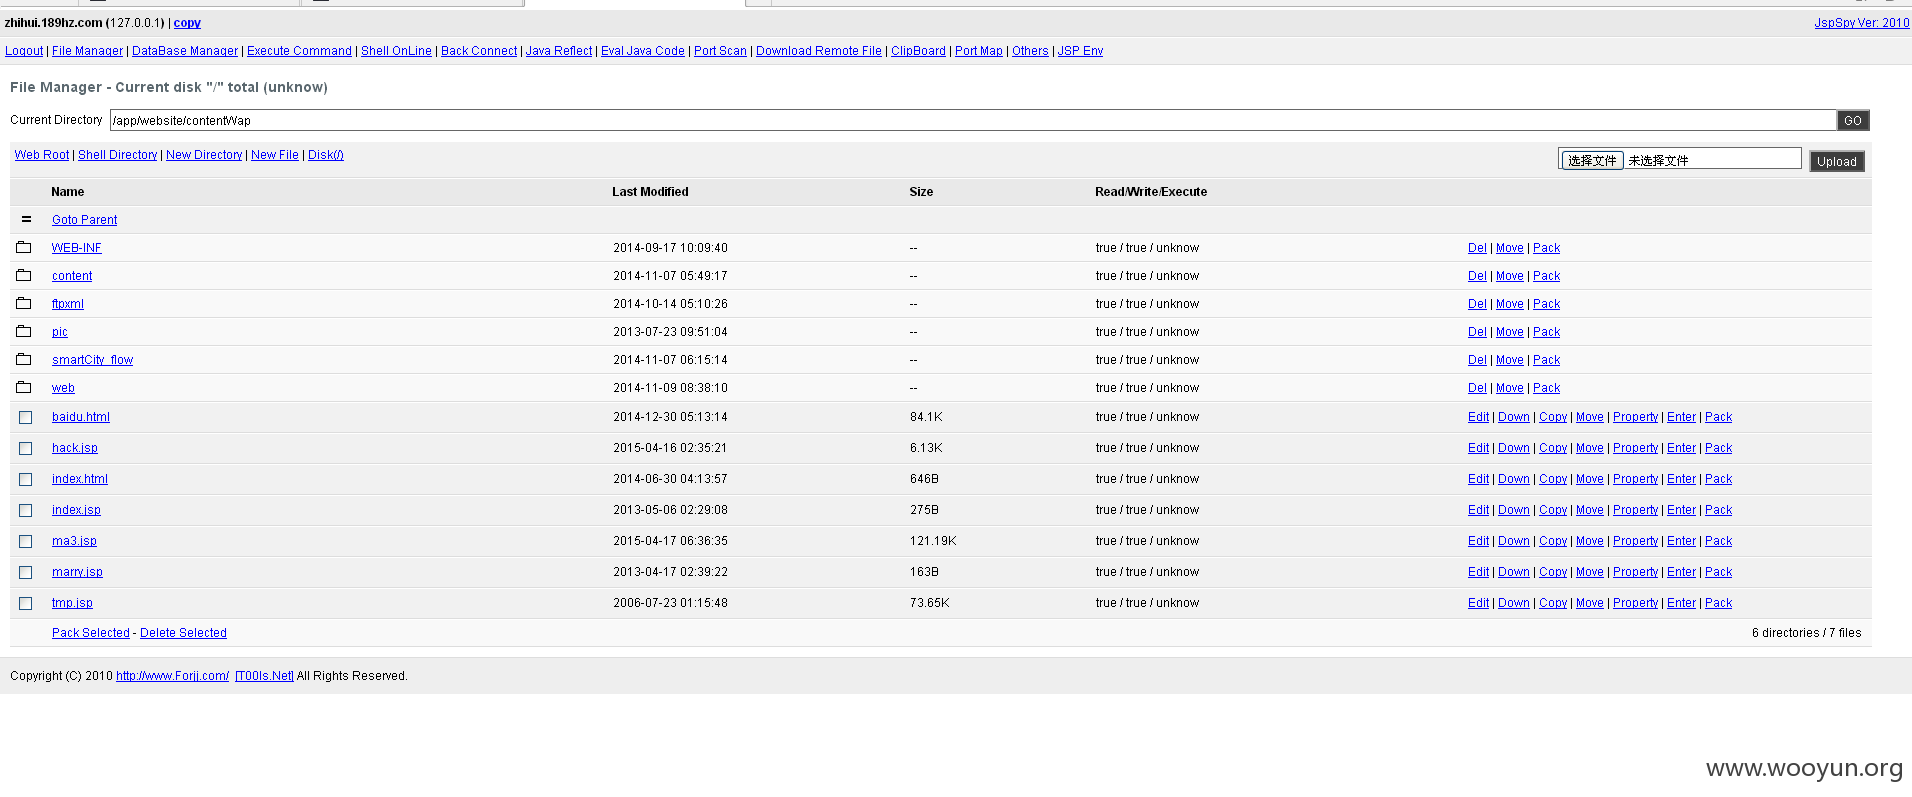 zhihui.189hz.com (127.0.0.1) | copy JspSpy Ver: 2010
Logout | File Manager | DataBase Manager | Execute Command | Shell OnLine | Back Connect | Java Reflect | Eval Java Code | Port Scan | Download Remote File | ClipBoard | Port Map | Others | JSP Env
File Manager - Current disk "/" total (unknow)
Current Directory /app/website/contentWap GO
Web Root | Shell Directory | New Directory | New File | Disk(/) 选择文件 未选择文件 Upload
Name Last Modified Size Read/Write/Execute
= Goto Parent
WEB-INF 2014-09-17 10:09:40 -- true / true / unknow Del | Move | Pack
content 2014-11-07 05:49:17 -- true / true / unknow Del | Move | Pack
ftpxml 2014-10-14 05:10:26 -- true / true / unknow Del | Move | Pack
pic 2013-07-23 09:51:04 -- true / true / unknow Del | Move | Pack
smartCity_flow 2014-11-07 06:15:14 -- true / true / unknow Del | Move | Pack
web 2014-11-09 08:38:10 -- true / true / unknow Del | Move | Pack
baidu.html 2014-12-30 05:13:14 84.1K true / true / unknow Edit | Down | Copy | Move | Property | Enter | Pack
hack.jsp 2015-04-16 02:35:21 6.13K true / true / unknow Edit | Down | Copy | Move | Property | Enter | Pack
index.html 2014-06-30 04:13:57 646B true / true / unknow Edit | Down | Copy | Move | Property | Enter | Pack
index.jsp 2013-05-06 02:29:08 275B true / true / unknow Edit | Down | Copy | Move | Property | Enter | Pack
ma3.jsp 2015-04-17 06:36:35 121.19K true / true / unknow Edit | Down | Copy | Move | Property | Enter | Pack
marry.jsp 2013-04-17 02:39:22 163B true / true / unknow Edit | Down | Copy | Move | Property | Enter | Pack
tmp.jsp 2006-07-23 01:15:48 73.65K true / true / unknow Edit | Down | Copy | Move | Property | Enter | Pack
Pack Selected - Delete Selected 6 directories / 7 files
Copyright (C) 2010 http://www.Forjj.com/ [T00ls.Net] All Rights Reserved.
www.wooyun.org